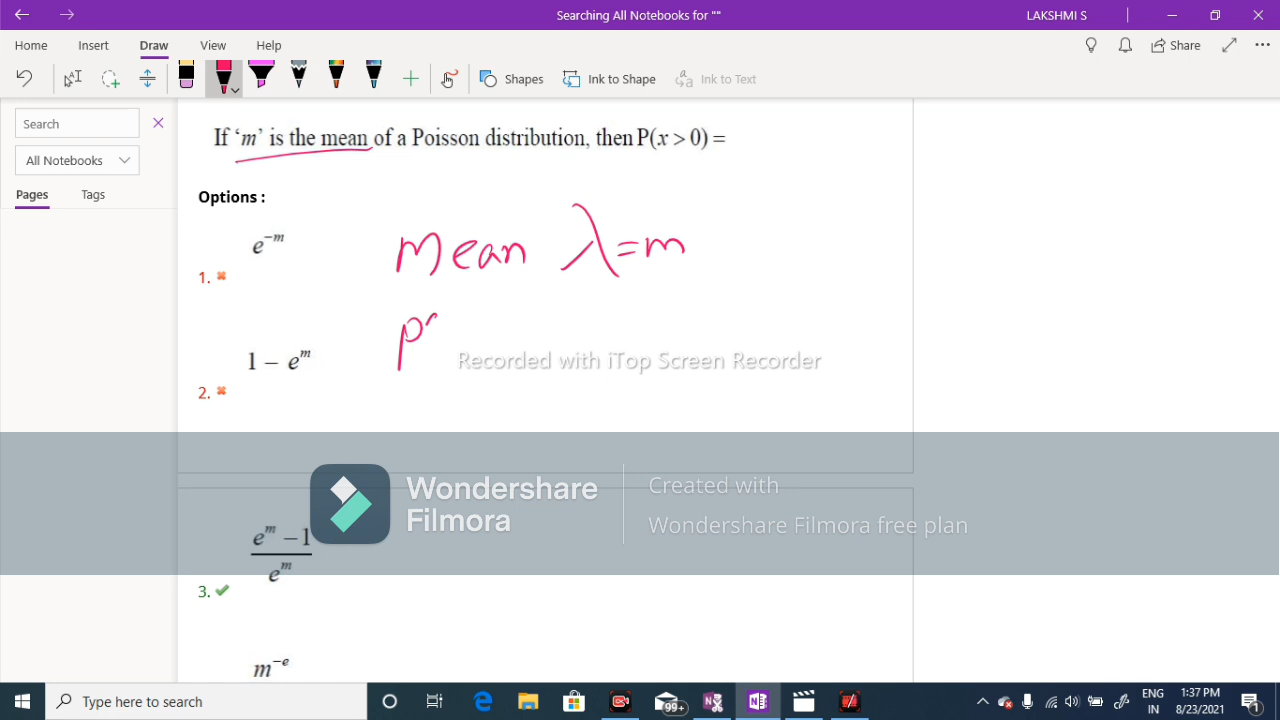 Searching All Notebooks for ""
LAKSHMI S
Home Insert Draw View Help
Share
Shapes
Ink to Shape
Ink to Text
Search
All Notebooks
Pages Tags
If ‘m’ is the mean of a Poisson distribution, then P(x > 0) =
Options :
e^{-m}
Mean λ = m
1.
P
1 − e^m
Recorded with iTop Screen Recorder
2.
Wondershare Filmora
Created with
Wondershare Filmora free plan
(e^m − 1)/e^m
3.
m^{-e}
Type here to search
99+
ENG
IN
1:37 PM
8/23/2021
1